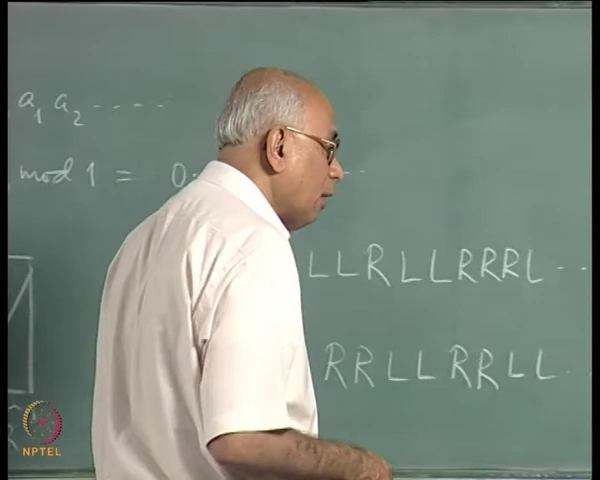 a₁ a₂ -----
mod 1 = 0.
LLRLLRRRL --
RRLLRRLL .
NPTEL